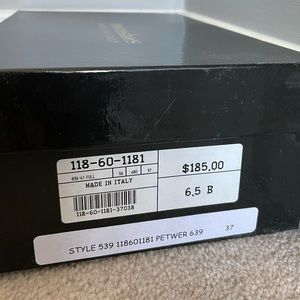 118-60-1181
$185.00
MADE IN ITALY
6.5 B
118-60-1181-37038
STYLE 539 118601181 PETWER 639 37